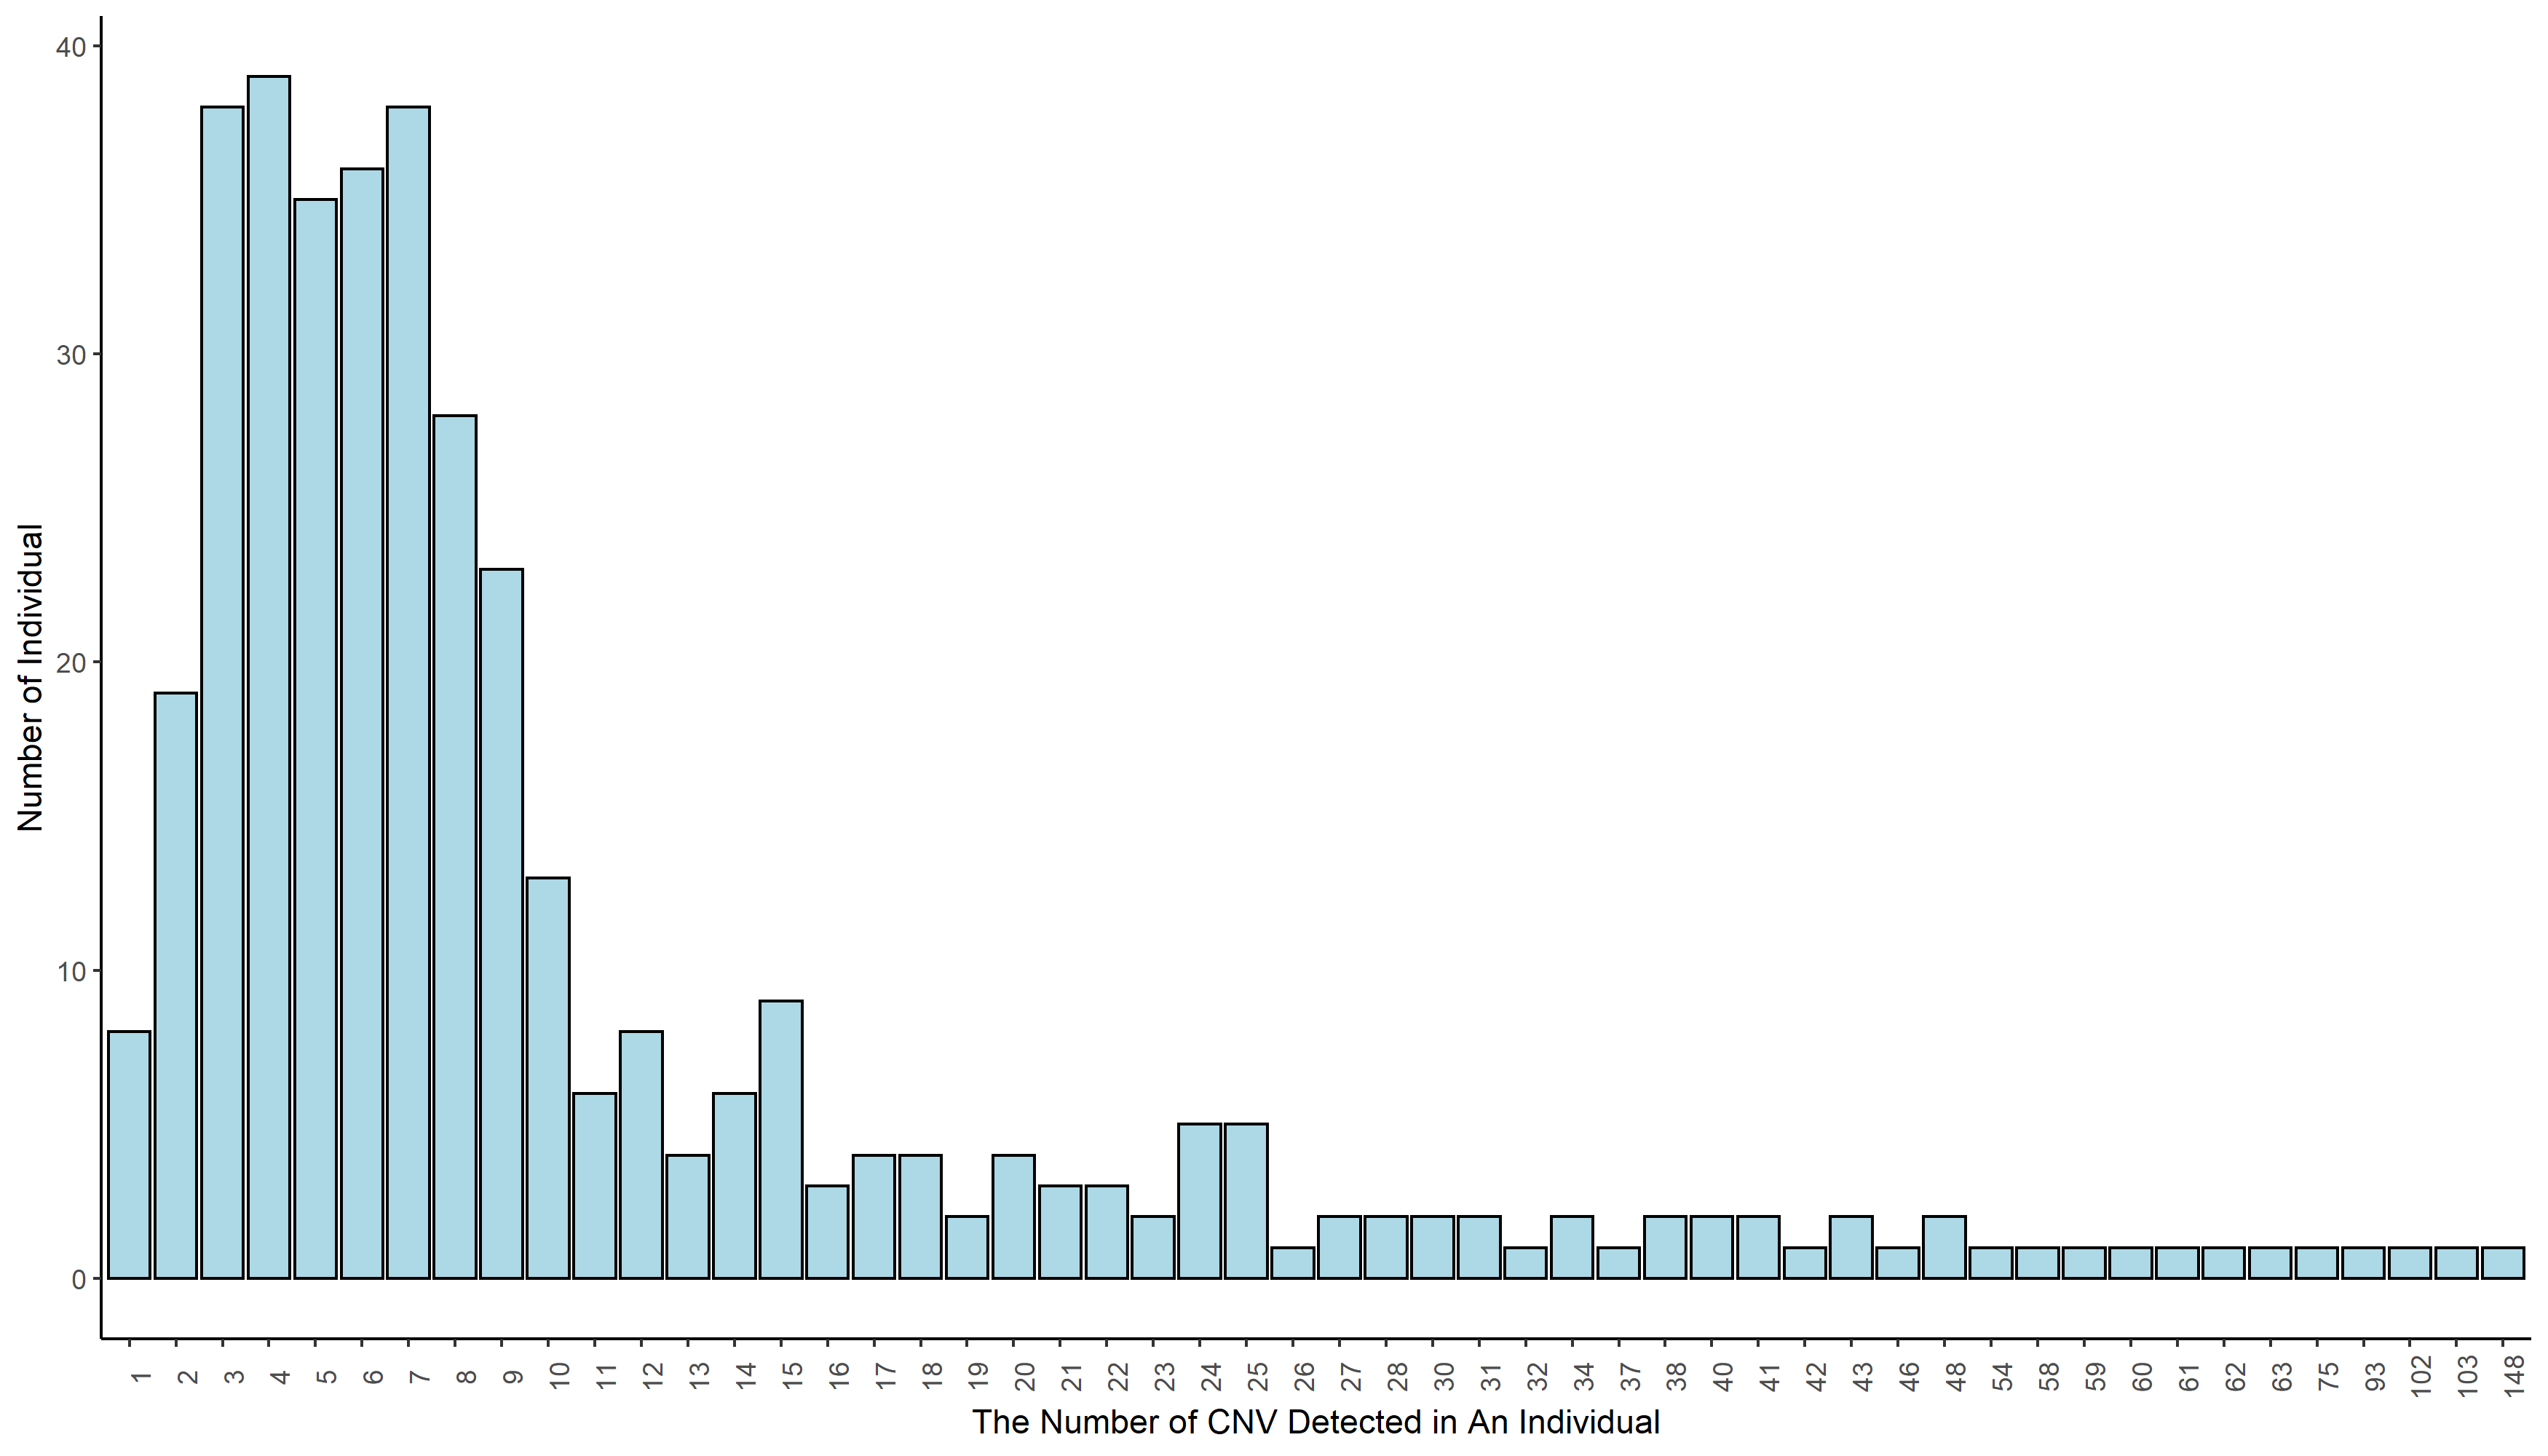 Number of Individual
40
30
20
10
0
1 2 3 4 5 6 7 8 9 10 11 12 13 14 15 16 17 18 19 20 21 22 23 24 25 26 27 28 30 31 32 34 37 38 40 41 42 43 46 48 54 58 59 60 61 62 63 75 93 102 103 148
The Number of CNV Detected in An Individual